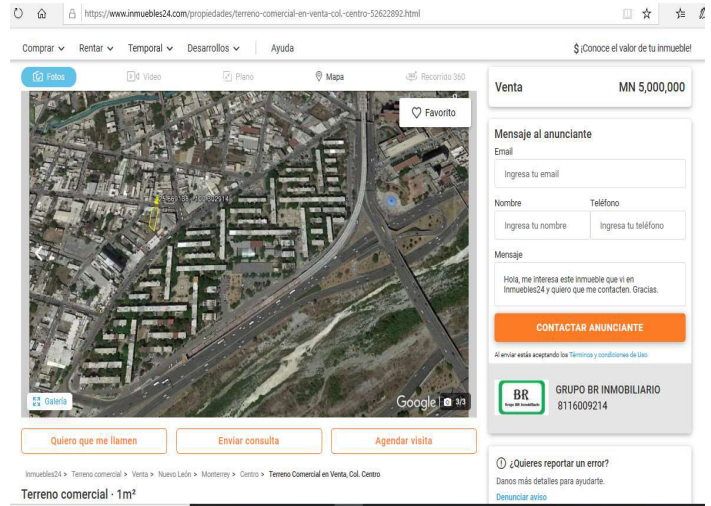 https://www.inmuebles24.com/propiedades/terreno-comercial-en-venta-col.-centro-52622892.html
Comprar Rentar Temporal Desarrollos Ayuda $ ¡Conoce el valor de tu inmueble!
Fotos Video Plano Mapa Recorrido 360
Favorito
Galería
Google 3/3
Quiero que me llamen Enviar consulta Agendar visita
Inmuebles24 > Terreno comercial > Venta > Nuevo León > Monterrey > Centro > Terreno Comercial en Venta, Col. Centro
Terreno comercial · 1m²
Venta MN 5,000,000
Mensaje al anunciante
Email
Ingresa tu email
Nombre Teléfono
Ingresa tu nombre Ingresa tu teléfono
Mensaje
Hola, me interesa este inmueble que vi en
Inmuebles24 y quiero que me contacten. Gracias.
CONTACTAR ANUNCIANTE
Al enviar estás aceptando los Términos y condiciones de Uso
BR
Grupo BR Inmobiliario
GRUPO BR INMOBILIARIO
8116009214
¿Quieres reportar un error?
Danos más detalles para ayudarte.
Denunciar aviso